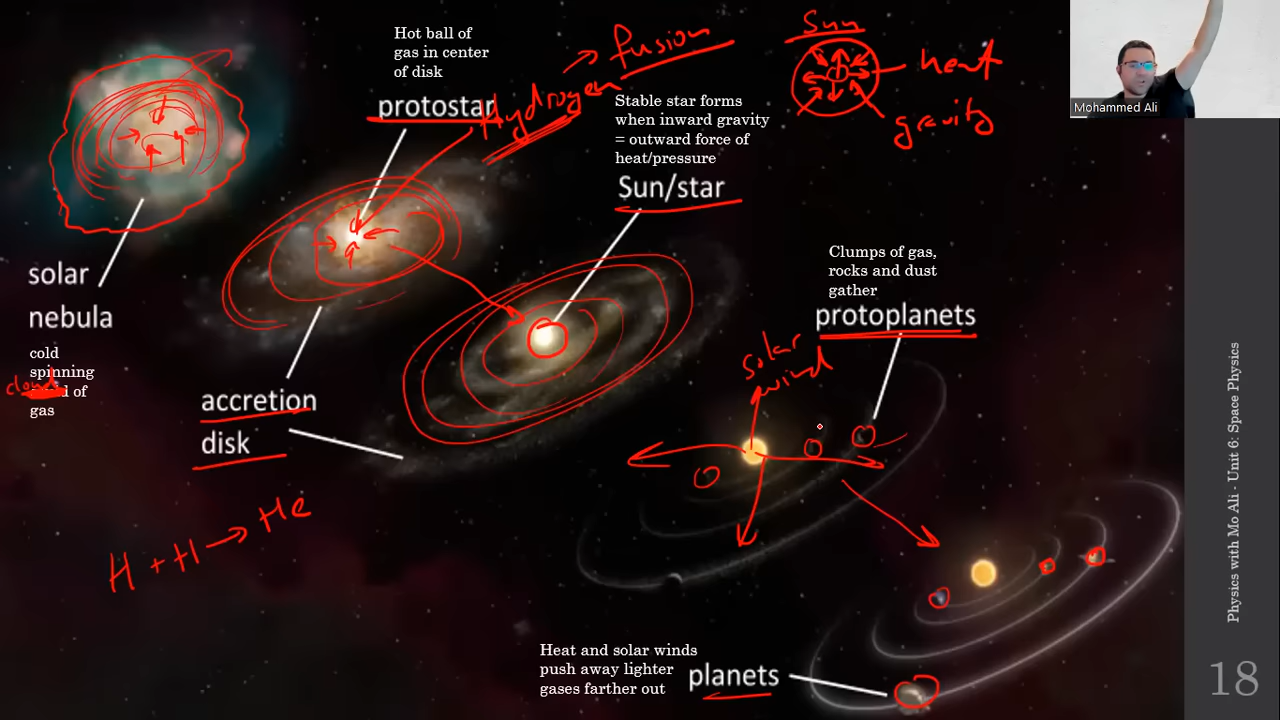 Hot ball of
gas in center
of disk
protostar
Hydrogen
→ fusion
Sun
heat
gravity
Mohammed Ali
Stable star forms
when inward gravity
= outward force of
heat/pressure
Sun/star
solar
nebula
cold
spinning
cloud of
gas
accretion
disk
Clumps of gas,
rocks and dust
gather
protoplanets
solar
wind
H + H → He
Heat and solar winds
push away lighter
gases farther out
planets
Physics with Mo Ali - Unit 6: Space Physics
18